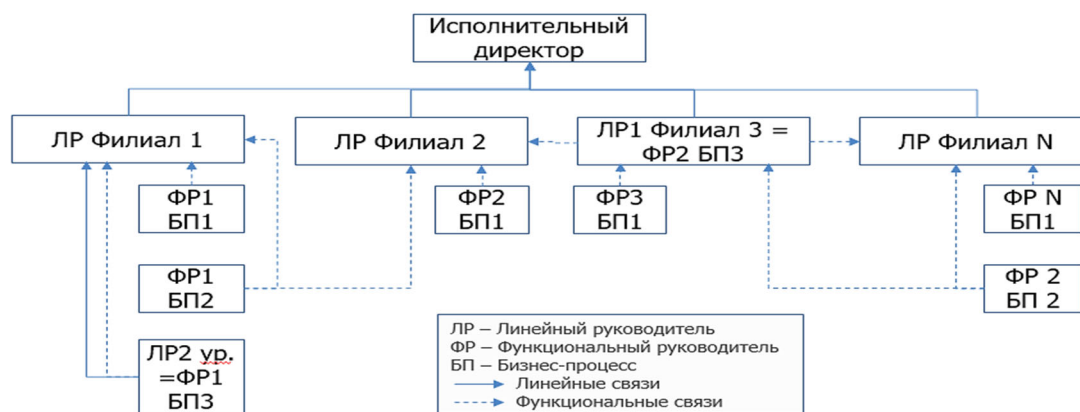 Исполнительный
директор
ЛР Филиал 1
ЛР Филиал 2
ЛР1 Филиал 3 =
ФР2 БП3
ЛР Филиал N
ФР1
БП1
ФР2
БП1
ФР3
БП1
ФР N
БП1
ФР1
БП2
ФР 2
БП 2
ЛР2 ур.
=ФР1
БП3
ЛР – Линейный руководитель
ФР – Функциональный руководитель
БП – Бизнес-процесс
Линейные связи
Функциональные связи